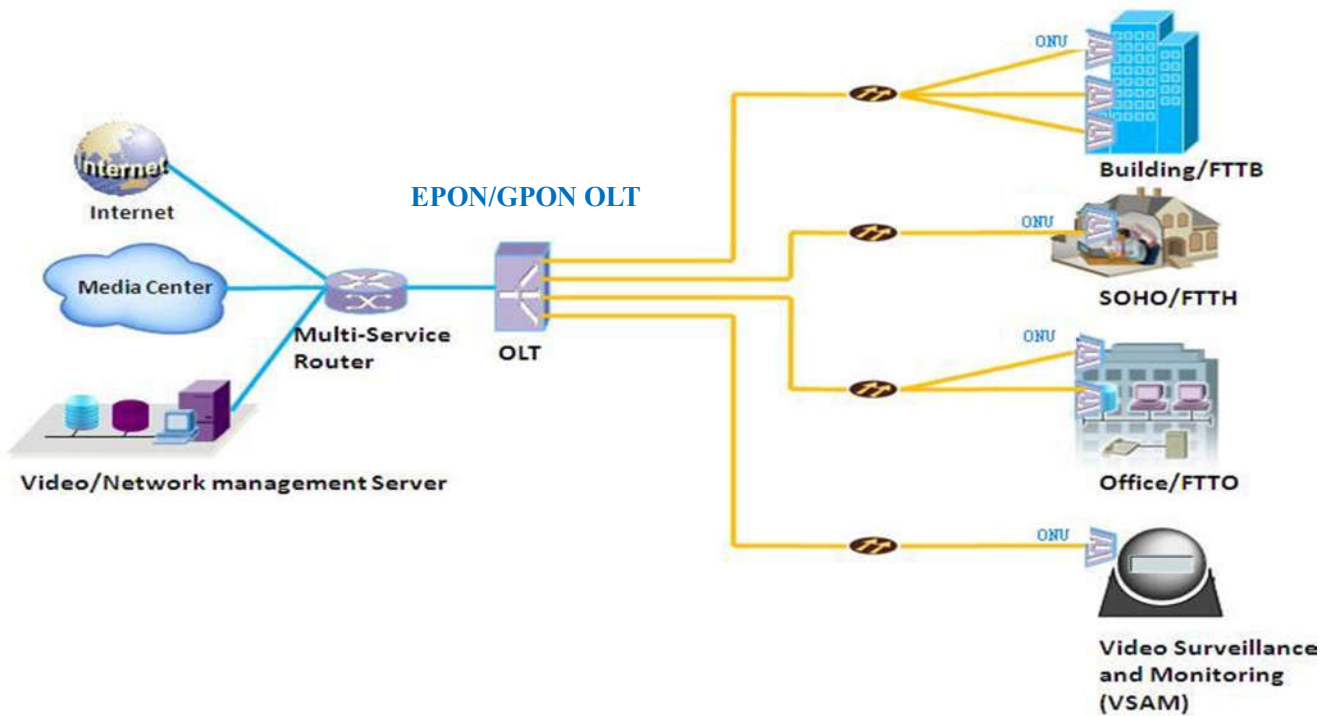 ONU
Building/FTTB
Internet
Internet
EPON/GPON OLT
ONU
Media Center
SOHO/FTTH
Multi-Service
Router
OLT
ONU
Video/Network management Server
Office/FTTO
ONU
Video Surveillance
and Monitoring
(VSAM)